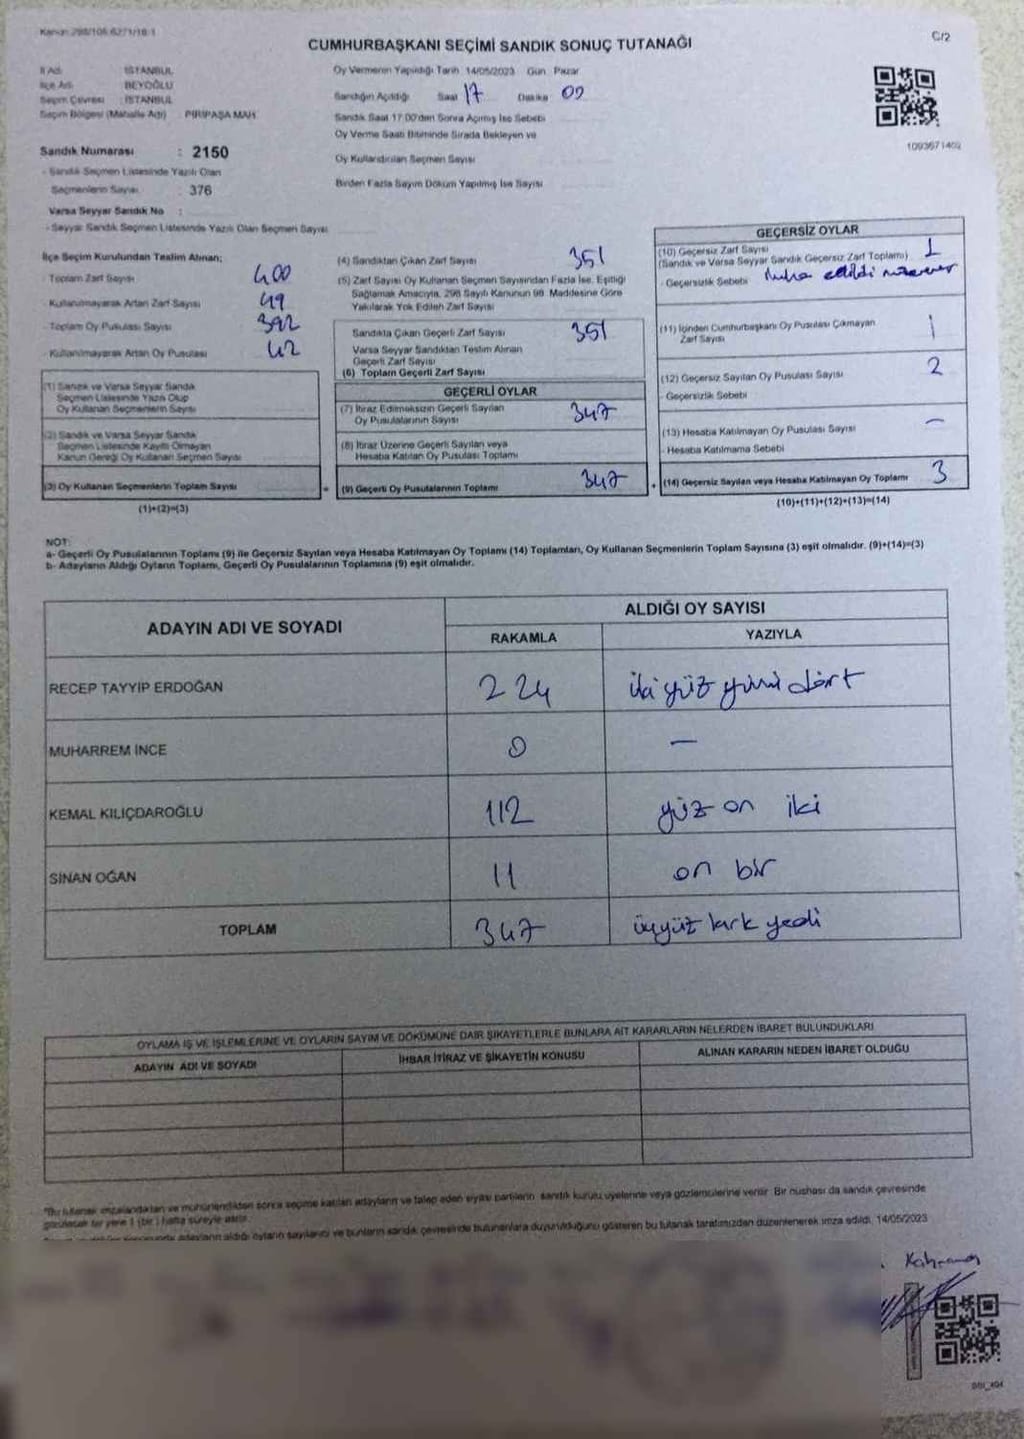 CUMHURBAŞKANI SEÇİMİ SANDIK SONUÇ TUTANAĞI
C/2
İl Adı : İSTANBUL
İlçe Adı : BEYOĞLU
Seçim Çevresi : İSTANBUL
Seçim Bölgesi (Mahalle Adı) : PİRİPAŞA MAH.
Sandık Numarası : 2150
- Sandık Seçmen Listesinde Yazılı Olan
Seçmenlerin Sayısı : 376
Varsa Seyyar Sandık No :
- Seyyar Sandık Seçmen Listesinde Yazılı Olan Seçmen Sayısı
Oy Vermenin Yapıldığı Tarih 14/05/2023 Gün Pazar
Sandığın Açıldığı Saat 17 Dakika 09
Sandık Saat 17:00'den Sonra Açılmış İse Sebebi
Oy Verme Saati Bitiminde Sırada Bekleyen ve
Oy Kullandırılan Seçmen Sayısı
Birden Fazla Sayım Döküm Yapılmış İse Sayısı
1093671402
İlçe Seçim Kurulundan Teslim Alınan;
- Toplam Zarf Sayısı 400
- Kullanılmayarak Artan Zarf Sayısı 49
- Toplam Oy Pusulası Sayısı 392
- Kullanılmayarak Artan Oy Pusulası 42
(1) Sandık ve Varsa Seyyar Sandık
Seçmen Listesinde Yazılı Olup
Oy Kullanan Seçmenlerin Sayısı
(2) Sandık ve Varsa Seyyar Sandık
Seçmen Listesinde Kayıtlı Olmayan
Kanun Gereği Oy Kullanan Seçmen Sayısı
(3) Oy Kullanan Seçmenlerin Toplam Sayısı
(1)+(2)=(3)
(4) Sandıktan Çıkan Zarf Sayısı 351
(5) Zarf Sayısı Oy Kullanan Seçmen Sayısından Fazla İse, Eşitliği
Sağlamak Amacıyla, 298 Sayılı Kanunun 98. Maddesine Göre
Yakılarak Yok Edilen Zarf Sayısı
Sandıkta Çıkan Geçerli Zarf Sayısı 351
Varsa Seyyar Sandıktan Teslim Alınan
Geçerli Zarf Sayısı
(6) Toplam Geçerli Zarf Sayısı
GEÇERLİ OYLAR
(7) İtiraz Edilmeksizin Geçerli Sayılan
Oy Pusulalarının Sayısı 347
(8) İtiraz Üzerine Geçerli Sayılan veya
Hesaba Katılan Oy Pusulası Toplamı
= (9) Geçerli Oy Pusulalarının Toplamı 347
GEÇERSİZ OYLAR
(10) Geçersiz Zarf Sayısı 1
(Sandık ve Varsa Seyyar Sandık Geçersiz Zarf Toplamı)
- Geçersizlik Sebebi
(11) İçinden Cumhurbaşkanı Oy Pusulası Çıkmayan
Zarf Sayısı 1
(12) Geçersiz Sayılan Oy Pusulası Sayısı 2
- Geçersizlik Sebebi
(13) Hesaba Katılmayan Oy Pusulası Sayısı —
- Hesaba Katılmama Sebebi
+ (14) Geçersiz Sayılan veya Hesaba Katılmayan Oy Toplamı 3
(10)+(11)+(12)+(13)=(14)
NOT:
a- Geçerli Oy Pusulalarının Toplamı (9) ile Geçersiz Sayılan veya Hesaba Katılmayan Oy Toplamı (14) Toplamları, Oy Kullanan Seçmenlerin Toplam Sayısına (3) eşit olmalıdır. (9)+(14)=(3)
b- Adayların Aldığı Oyların Toplamı, Geçerli Oy Pusulalarının Toplamına (9) eşit olmalıdır.
ADAYIN ADI VE SOYADI
ALDIĞI OY SAYISI
RAKAMLA YAZIYLA
RECEP TAYYİP ERDOĞAN 224 iki yüz yirmi dört
MUHARREM İNCE 0 —
KEMAL KILIÇDAROĞLU 112 yüz on iki
SİNAN OĞAN 11 on bir
TOPLAM 347 üçyüz kırk yedi
OYLAMA İŞ VE İŞLEMLERİNE VE OYLARIN SAYIM VE DÖKÜMÜNE DAİR ŞİKAYETLERLE BUNLARA AİT KARARLARIN NELERDEN İBARET BULUNDUKLARI
ADAYIN ADI VE SOYADI İHBAR İTİRAZ VE ŞİKAYETİN KONUSU ALINAN KARARIN NEDEN İBARET OLDUĞU
imzalandıktan ve mühürlendikten sonra seçime katılan adayların ve talep eden siyasi partilerin sandık kurulu üyelerine veya gözlemcilerine verilir. Bir nüshası da sandık çevresinde
bir yere 1 (bir) hafta süreyle asılır.
adayların aldığı oyların sayılarını ve bunların sandık çevresinde bulunanlara duyurulduğunu gösteren bu tutanak tarafımızdan düzenlenerek imza edildi. 14/05/2023
Kahraman